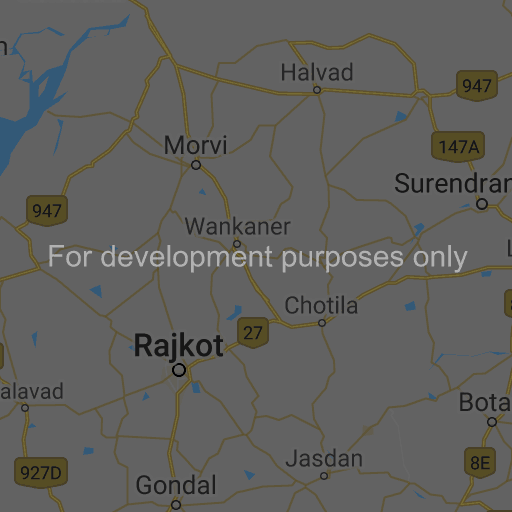 n
Halvad
947
147A
Morvi
Surendran
947
Wankaner
For development purposes only
L
Chotila
27
Rajkot
alavad
Bota
927D
Jasdan
8E
Gondal